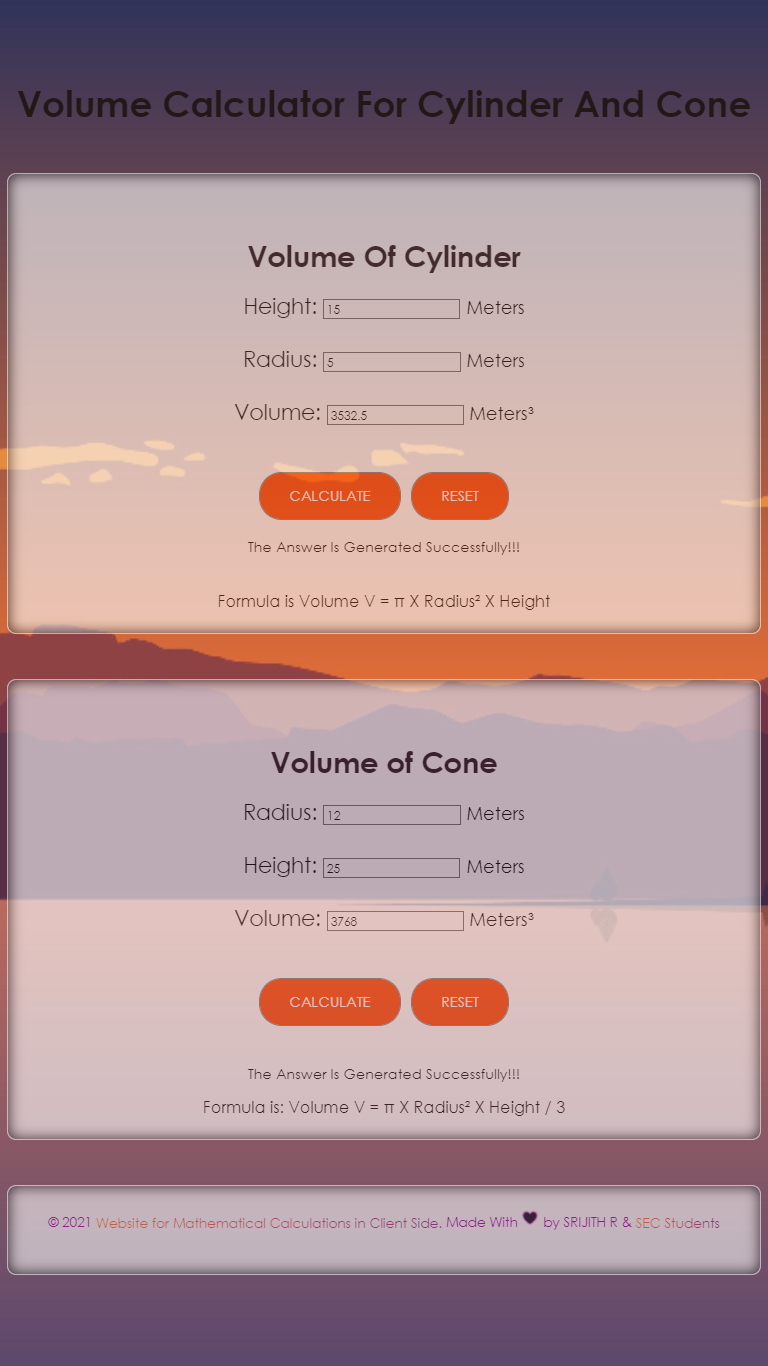 Volume Calculator For Cylinder And Cone
Volume Of Cylinder
Height: 15 Meters
Radius: 5 Meters
Volume: 3532.5 Meters³
CALCULATE RESET
The Answer Is Generated Successfully!!!
Formula is Volume V = π X Radius² X Height
Volume of Cone
Radius: 12 Meters
Height: 25 Meters
Volume: 3768 Meters³
CALCULATE RESET
The Answer Is Generated Successfully!!!
Formula is: Volume V = π X Radius² X Height / 3
© 2021 Website for Mathematical Calculations in Client Side. Made With 🖤 by SRIJITH R & SEC Students